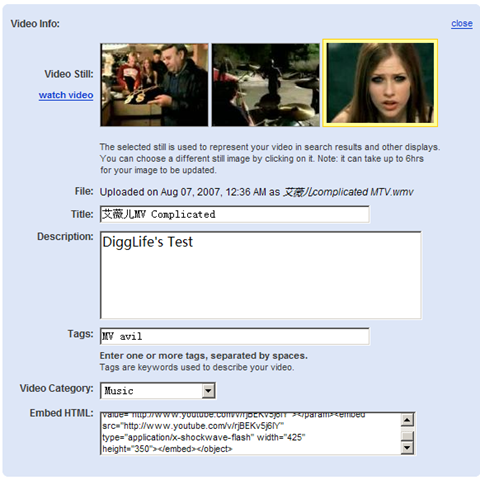 Video Info:
close
Video Still:
watch video
The selected still is used to represent your video in search results and other displays.
You can choose a different still image by clicking on it. Note: it can take up to 6hrs
for your image to be updated.
File: Uploaded on Aug 07, 2007, 12:36 AM as 艾薇儿complicated MTV.wmv
Title: 艾薇儿MV Complicated
Description: DiggLife's Test
Tags: MV avil
Enter one or more tags, separated by spaces.
Tags are keywords used to describe your video.
Video Category: Music
Embed HTML: value="http://www.youtube.com/v/rjBEKv5j6lY"></param><embed
src="http://www.youtube.com/v/rjBEKv5j6lY"
type="application/x-shockwave-flash" width="425"
height="350"></embed></object>